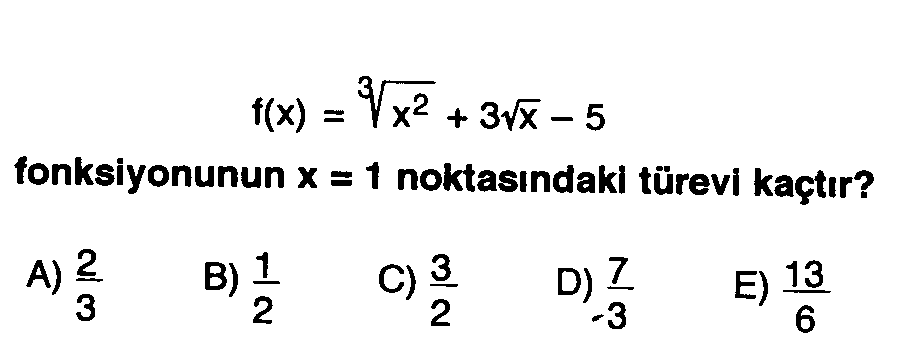 f(x) = ∛x² + 3√x – 5
fonksiyonunun x = 1 noktasındaki türevi kaçtır?
A) 2/3 B) 1/2 C) 3/2 D) 7/3 E) 13/6